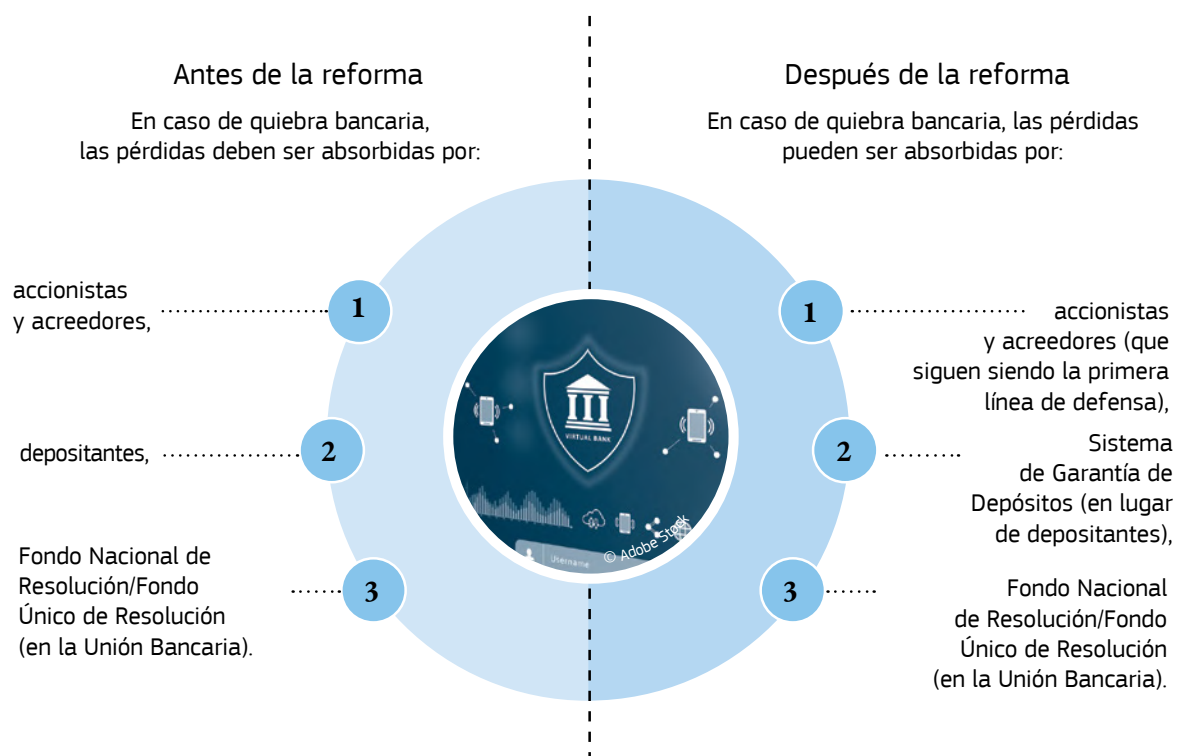 Antes de la reforma
En caso de quiebra bancaria,
las pérdidas deben ser absorbidas por:
1
accionistas
y acreedores,
2
depositantes,
3
Fondo Nacional de
Resolución/Fondo
Único de Resolución
(en la Unión Bancaria).
VIRTUAL BANK
Username
© Adobe Stock
Después de la reforma
En caso de quiebra bancaria, las pérdidas
pueden ser absorbidas por:
1
accionistas
y acreedores (que
siguen siendo la primera
línea de defensa),
2
Sistema
de Garantía de
Depósitos (en lugar
de depositantes),
3
Fondo Nacional
de Resolución/Fondo
Único de Resolución
(en la Unión Bancaria).